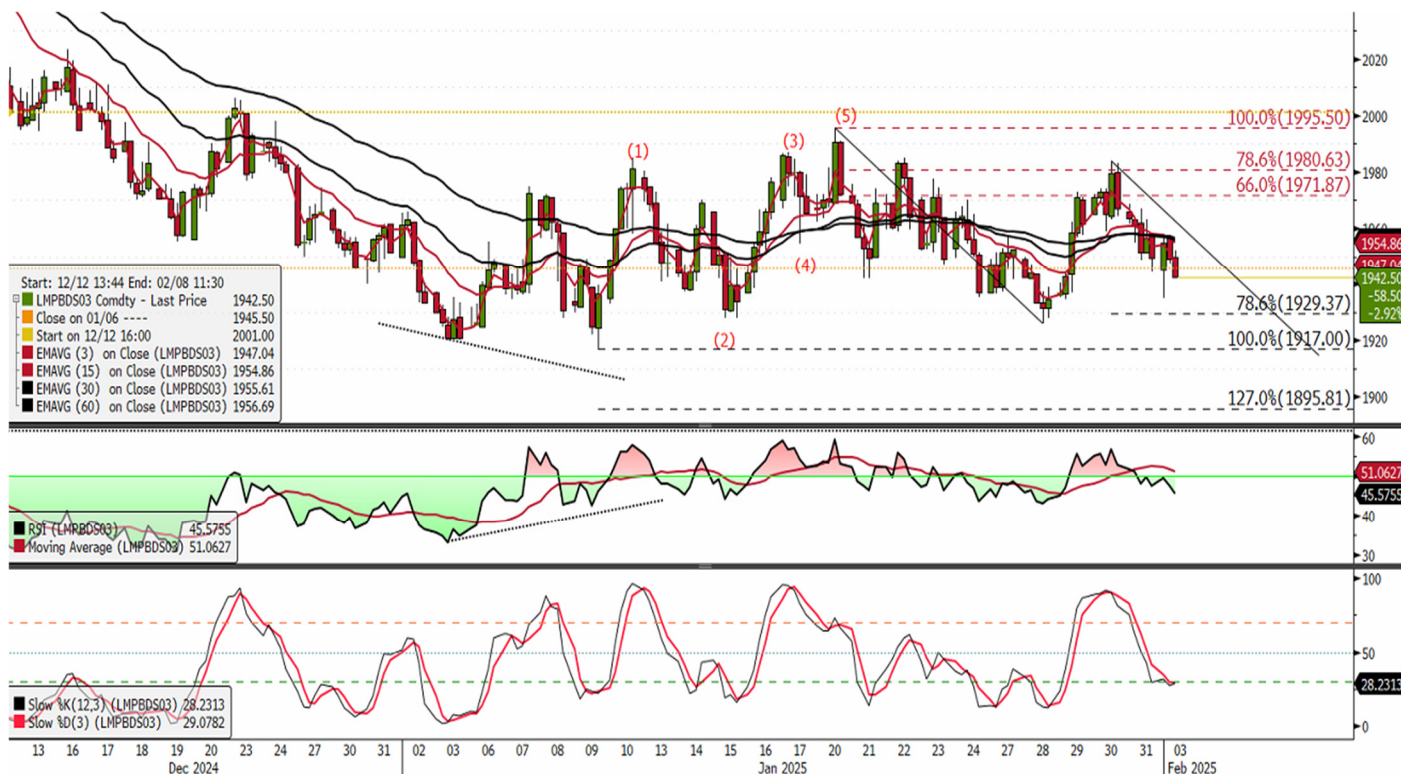 2020
2000
1980
1960
1940
1920
1900
100.0%(1995.50)
78.6%(1980.63)
66.0%(1971.87)
1954.86
1947.04
1942.50
-58.50
-2.92%
78.6%(1929.37)
100.0%(1917.00)
127.0%(1895.81)
(1)
(2)
(3)
(4)
(5)
Start: 12/12 13:44 End: 02/08 11:30
LMPBDS03 Comdty - Last Price 1942.50
Close on 01/06 ---- 1945.50
Start on 12/12 16:00 2001.00
EMAVG (3) on Close (LMPBDS03) 1947.04
EMAVG (15) on Close (LMPBDS03) 1954.86
EMAVG (30) on Close (LMPBDS03) 1955.61
EMAVG (60) on Close (LMPBDS03) 1956.69
60
51.0627
45.5755
40
30
RSI (LMPBDS03) 45.5755
Moving Average (LMPBDS03) 51.0627
100
50
28.2313
0
Slow %K(12,3) (LMPBDS03) 28.2313
Slow %D(3) (LMPBDS03) 29.0782
13 16 17 18 19 20 23 24 27 30 31 02 03 06 07 08 09 10 13 14 15 16 17 20 21 22 23 24 27 28 29 30 31 03
Dec 2024 Jan 2025 Feb 2025